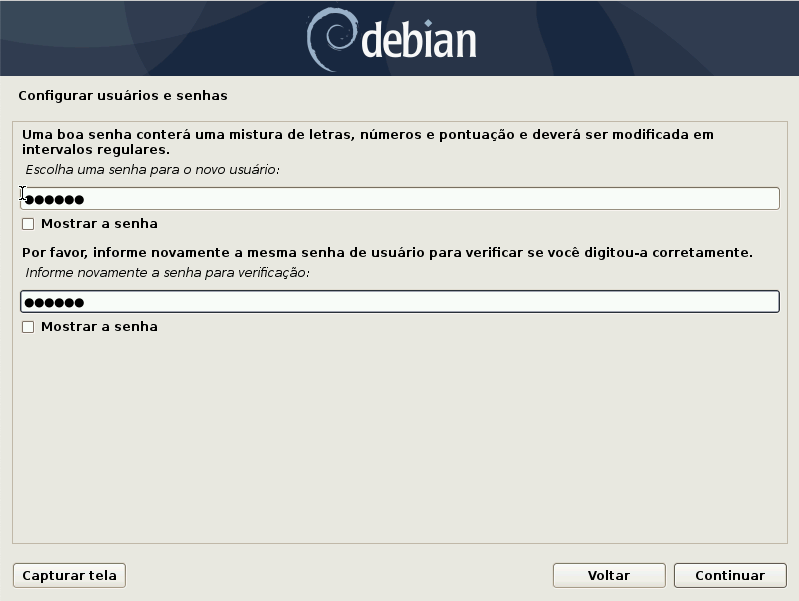 debian
Configurar usuários e senhas
Uma boa senha conterá uma mistura de letras, números e pontuação e deverá ser modificada em
intervalos regulares.
Escolha uma senha para o novo usuário:
●●●●●●
Mostrar a senha
Por favor, informe novamente a mesma senha de usuário para verificar se você digitou-a corretamente.
Informe novamente a senha para verificação:
●●●●●●
Mostrar a senha
Capturar tela
Voltar
Continuar